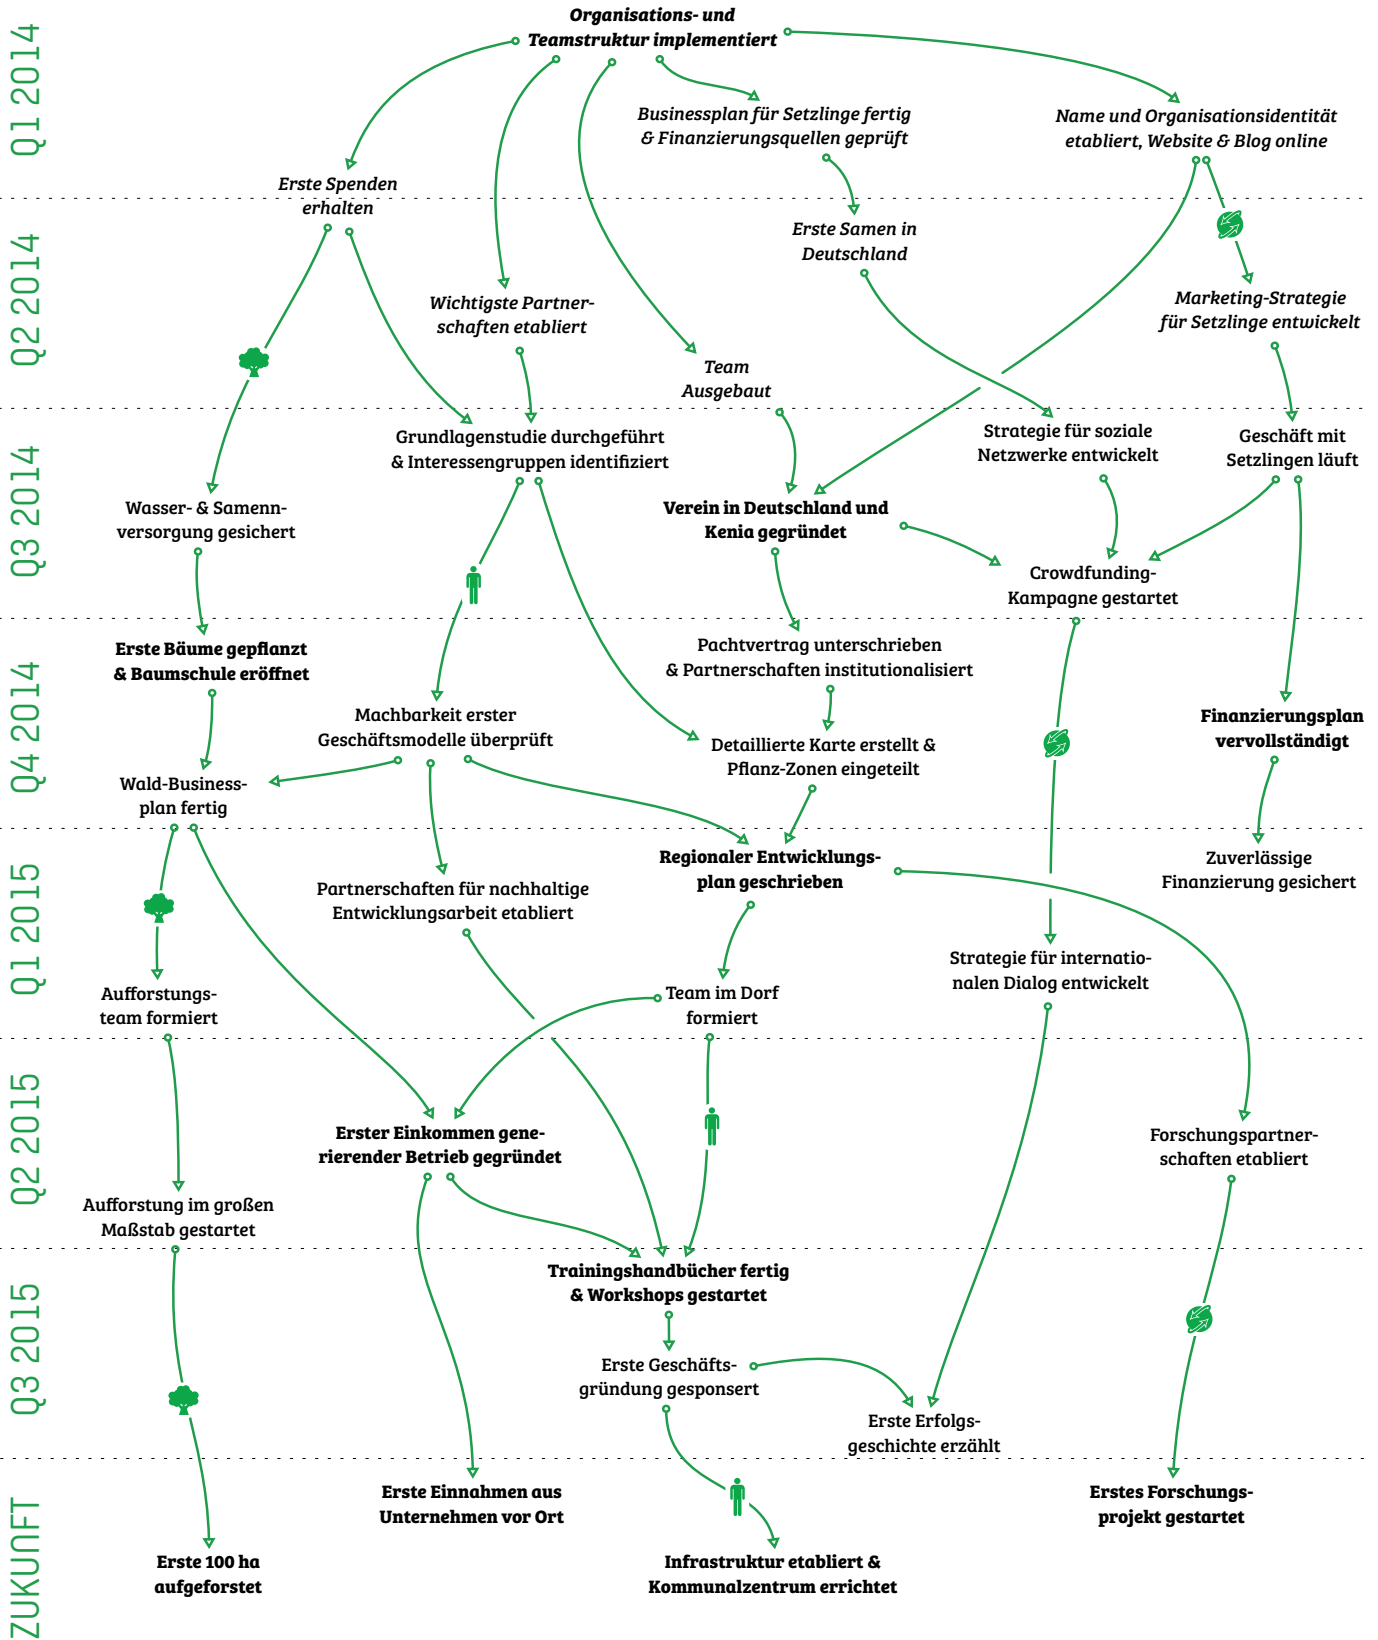 Q1 2014
Organisations- und
Teamstruktur implementiert
Businessplan für Setzlinge fertig
& Finanzierungsquellen geprüft
Name und Organisationsidentität
etabliert, Website & Blog online
Erste Spenden
erhalten
Q2 2014
Erste Samen in
Deutschland
Wichtigste Partner-
schaften etabliert
Marketing-Strategie
für Setzlinge entwickelt
Team
Ausgebaut
Q3 2014
Grundlagenstudie durchgeführt
& Interessengruppen identifiziert
Strategie für soziale
Netzwerke entwickelt
Geschäft mit
Setzlingen läuft
Wasser- & Samenn-
versorgung gesichert
Verein in Deutschland und
Kenia gegründet
Crowdfunding-
Kampagne gestartet
Q4 2014
Erste Bäume gepflanzt
& Baumschule eröffnet
Pachtvertrag unterschrieben
& Partnerschaften institutionalisiert
Machbarkeit erster
Geschäftsmodelle überprüft
Detaillierte Karte erstellt &
Pflanz-Zonen eingeteilt
Finanzierungsplan
vervollständigt
Wald-Business-
plan fertig
Q1 2015
Regionaler Entwicklungs-
plan geschrieben
Zuverlässige
Finanzierung gesichert
Partnerschaften für nachhaltige
Entwicklungsarbeit etabliert
Strategie für internatio-
nalen Dialog entwickelt
Aufforstungs-
team formiert
Team im Dorf
formiert
Q2 2015
Erster Einkommen gene-
rierender Betrieb gegründet
Forschungspartner-
schaften etabliert
Aufforstung im großen
Maßstab gestartet
Q3 2015
Trainingshandbücher fertig
& Workshops gestartet
Erste Geschäfts-
gründung gesponsert
Erste Erfolgs-
geschichte erzählt
ZUKUNFT
Erste Einnahmen aus
Unternehmen vor Ort
Erstes Forschungs-
projekt gestartet
Erste 100 ha
aufgeforstet
Infrastruktur etabliert &
Kommunalzentrum errichtet